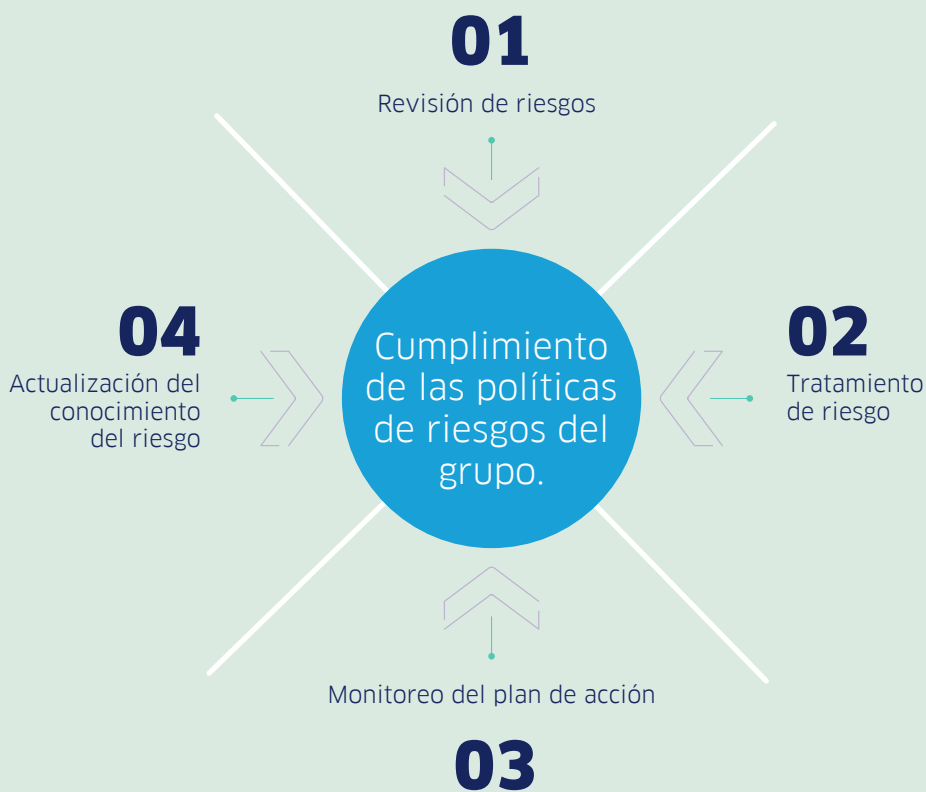 01
Revisión de riesgos
02
Tratamiento
de riesgo
Monitoreo del plan de acción
03
04
Actualización del
conocimiento
del riesgo
Cumplimiento
de las políticas
de riesgos del
grupo.